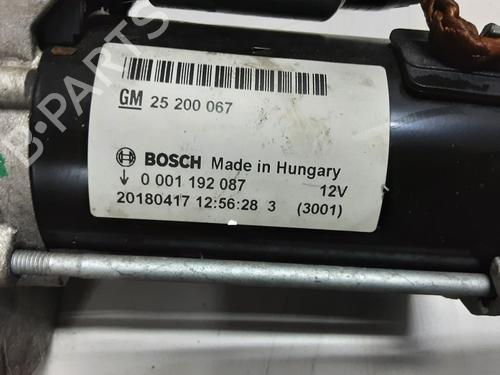 GM 25 200 067
BOSCH Made in Hungary
↓ 0 001 192 087 12V
20180417 12:56:28 3 (3001)
B-PARTS